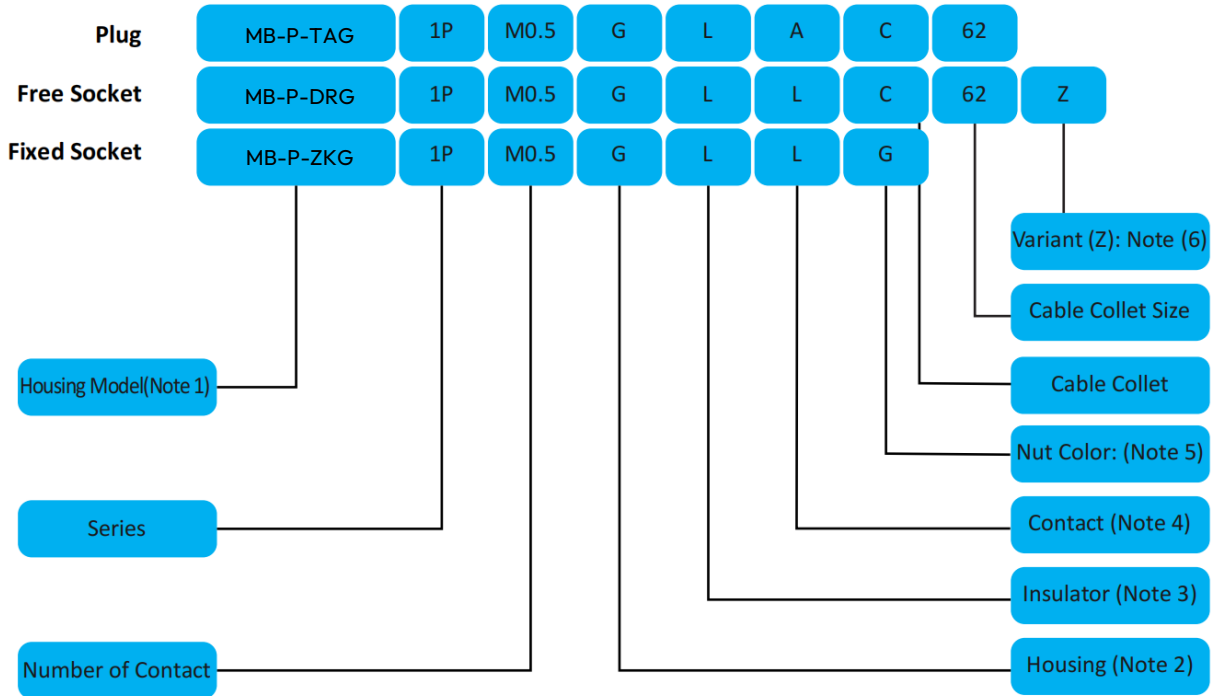 Plug MB-P-TAG 1P M0.5 G L A C 62
Free Socket MB-P-DRG 1P M0.5 G L L C 62 Z
Fixed Socket MB-P-ZKG 1P M0.5 G L L G
Variant (Z): Note (6)
Cable Collet Size
Housing Model(Note 1)
Cable Collet
Nut Color: (Note 5)
Series
Contact (Note 4)
Insulator (Note 3)
Number of Contact
Housing (Note 2)